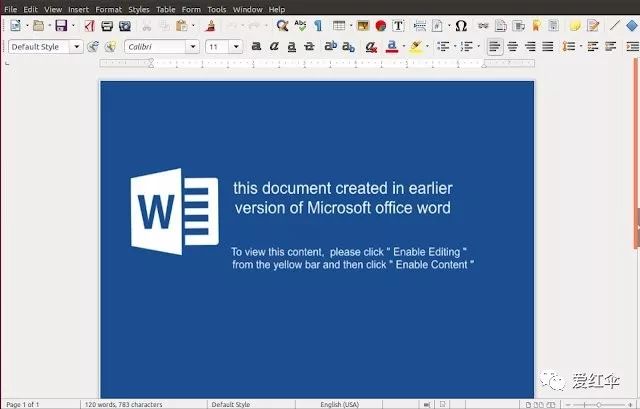 File Edit View Insert Format Styles Table Form Tools Window Help
Default Style Calibri 11
W
this document created in earlier
version of Microsoft office word
To view this content, please click " Enable Editing "
from the yellow bar and then click " Enable Content "
爱红伞
Page 1 of 1 120 words, 783 characters Default Style English (USA)